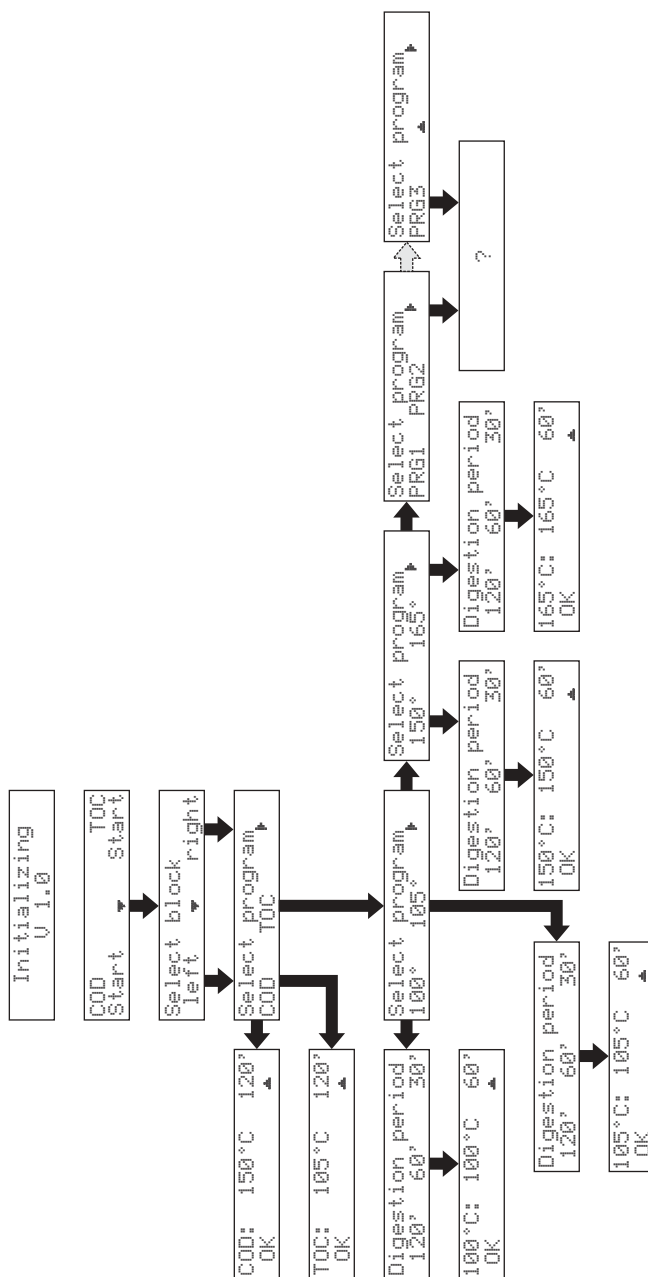 Initializing
V 1.0
COD TOC
Start Start
Select block
left right
Select program
COD TOC
COD: 150°C 120'
OK
TOC: 105°C 120'
OK
Select program
100° 105°
Digestion period
120' 60' 30'
100°C: 100°C 60'
OK
Digestion period
120' 60' 30'
105°C: 105°C 60'
OK
Select program
150° 165°
Digestion period
120' 60' 30'
150°C: 150°C 60'
OK
Digestion period
120' 60' 30'
165°C: 165°C 60'
OK
Select program
PRG1 PRG2
Select program
PRG3
?